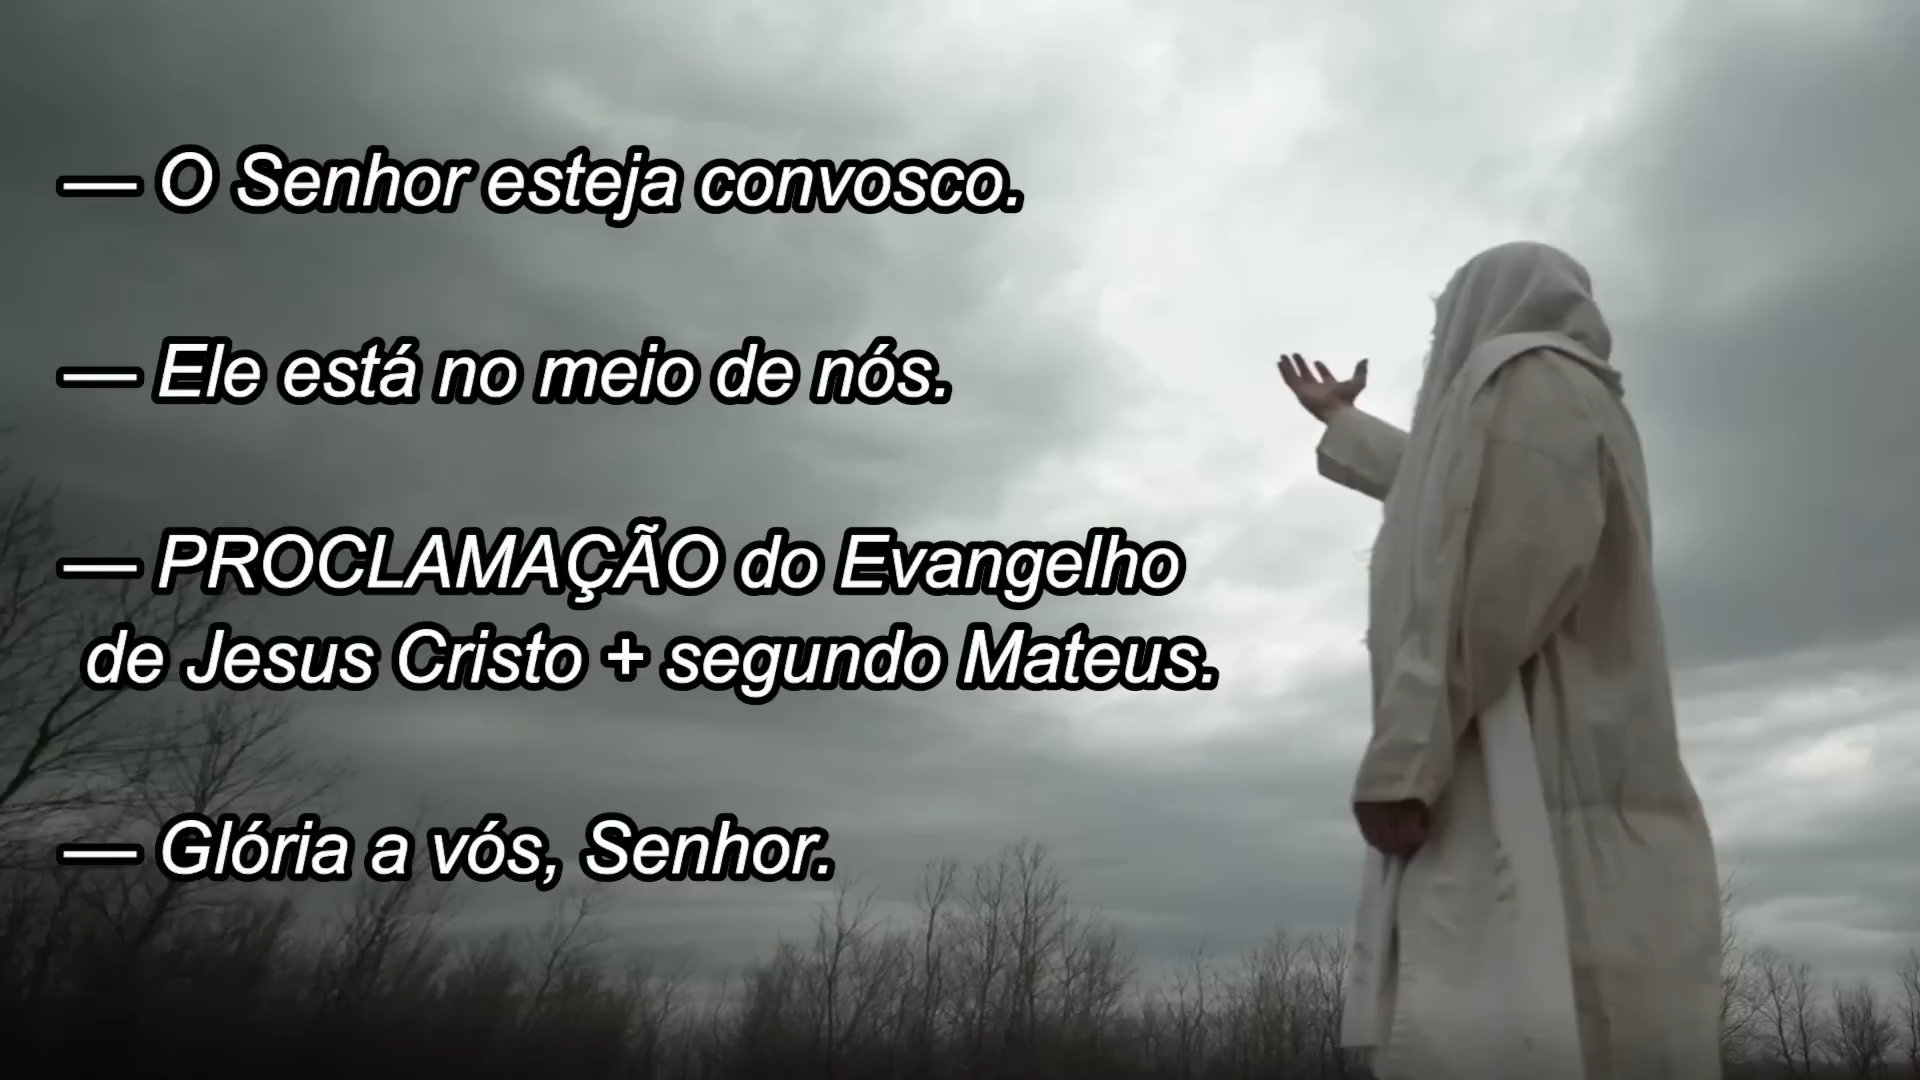 — O Senhor esteja convosco.
— Ele está no meio de nós.
— PROCLAMAÇÃO do Evangelho
de Jesus Cristo + segundo Mateus.
— Glória a vós, Senhor.